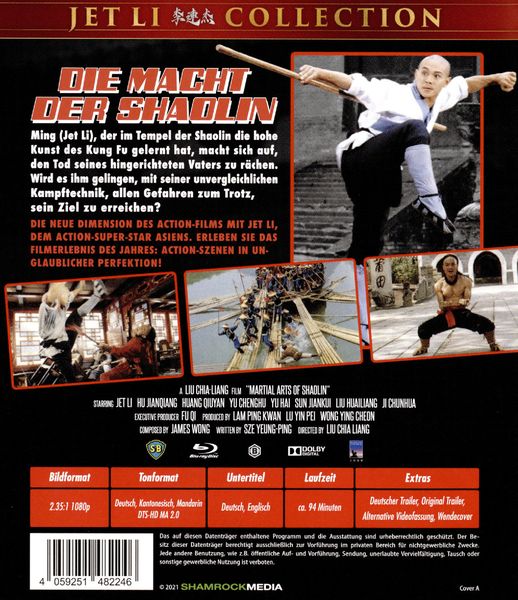 JET LI 李連杰 COLLECTION
DIE MACHT
DER SHAOLIN
Ming (Jet Li), der im Tempel der Shaolin die hohe
Kunst des Kung Fu gelernt hat, macht sich auf,
den Tod seines hingerichteten Vaters zu rächen.
Wird es ihm gelingen, mit seiner unvergleichlichen
Kampftechnik, allen Gefahren zum Trotz,
sein Ziel zu erreichen?
DIE NEUE DIMENSION DES ACTION-FILMS MIT JET LI,
DEM ACTION-SUPER-STAR ASIENS. ERLEBEN SIE DAS
FILMERLEBNIS DES JAHRES: ACTION-SZENEN IN UN-
GLAUBLICHER PERFEKTION!
A LIU CHIA-LIANG FILM "MARTIAL ARTS OF SHAOLIN"
STARRING JET LI HU JIANQIANG HUANG QIUYAN YU CHENGHU YU HAI SUN JIANKUI LIU HUAILIANG JI CHUNHUA
EXECUTIVE PRODUCER FU QI PRODUCED BY LAM PING KWAN LU YIN PEI WONG YING CHEON
COMPOSED BY JAMES WONG WRITTEN BY SZE YEUNG-PING DIRECTED BY LIU CHIA LIANG
SB Blu-ray Disc B DOLBY DIGITAL
Bildformat Tonformat Untertitel Laufzeit Extras
2.35:1 1080p Deutsch, Kantonesisch, Mandarin DTS-HD MA 2.0 Deutsch, Englisch ca. 94 Minuten Deutscher Trailer, Original Trailer, Alternative Videofassung, Wendecover
Das auf diesem Datenträger enthaltene Programm und die Ausstattung sind urheberrechtlich geschützt. Der Be-
sitz dieser Datenträger berechtigt ausschließlich zur Vorführung im privaten Bereich für nichtgewerbliche Zwecke.
Jede andere Benutzung, wie z.B. öffentliche Auf- und Vorführung, Sendung, unerlaubte Vervielfältigung, Tausch oder
sonstige gewerbliche Nutzung ist verboten.
4 059251 482246
© 2021 SHAMROCKMEDIA
Cover A